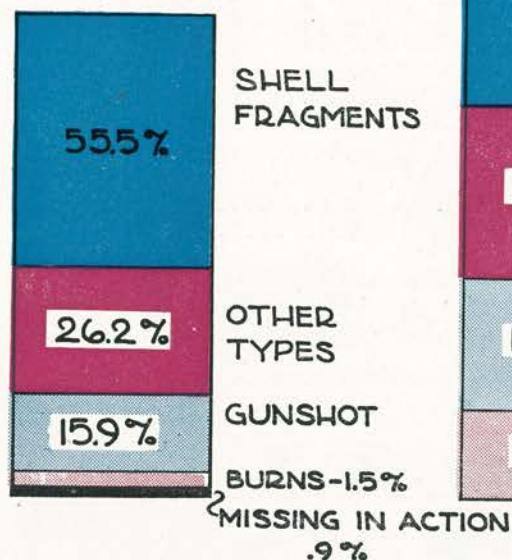 55.5%
SHELL
FRAGMENTS
26.2%
OTHER
TYPES
15.9%
GUNSHOT
BURNS-1.5%
MISSING IN ACTION
.9%